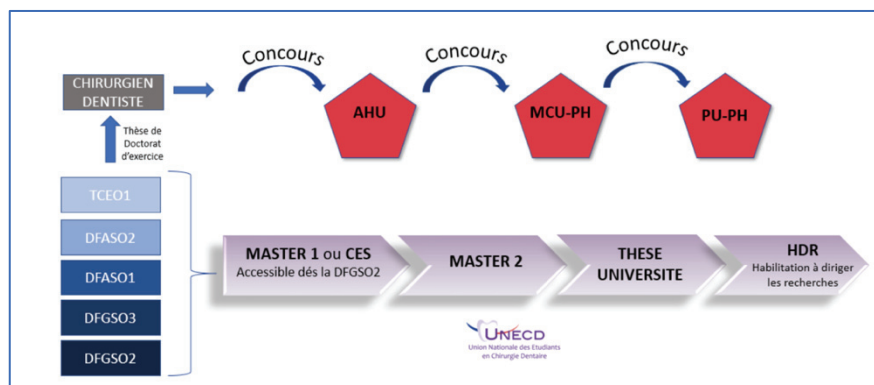 Concours
Concours
Concours
CHIRURGIEN
DENTISTE
AHU
MCU-PH
PU-PH
Thèse de
Doctorat
d'exercice
TCEO1
DFASO2
DFASO1
DFGSO3
DFGSO2
MASTER 1 ou CES
Accessible dés la DFGSO2
MASTER 2
THESE
UNIVERSITE
HDR
Habilitation à diriger
les recherches
UNECD
Union Nationale des Etudiants
en Chirurgie Dentaire